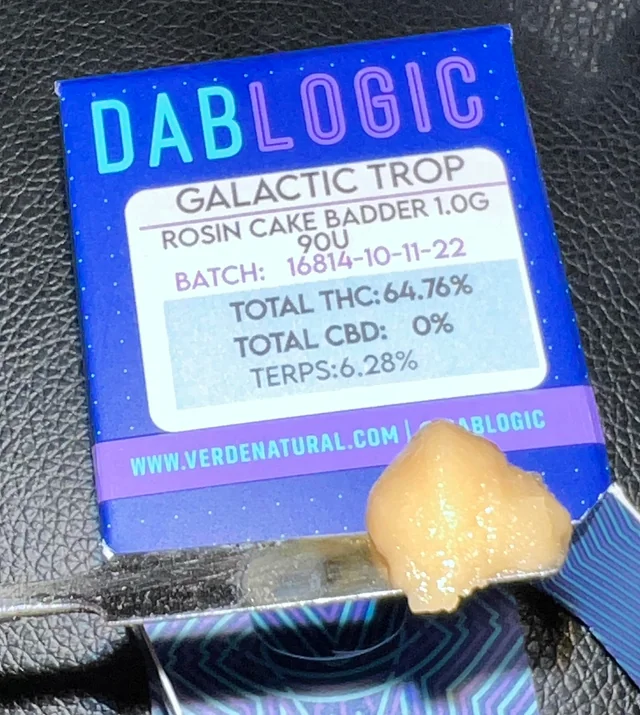 DABLOGIC
GALACTIC TROP
ROSIN CAKE BADDER 1.0G
90U
BATCH: 16814-10-11-22
TOTAL THC: 64.76%
TOTAL CBD: 0%
TERPS:6.28%
WWW.VERDENATURAL.COM | ABLOGIC